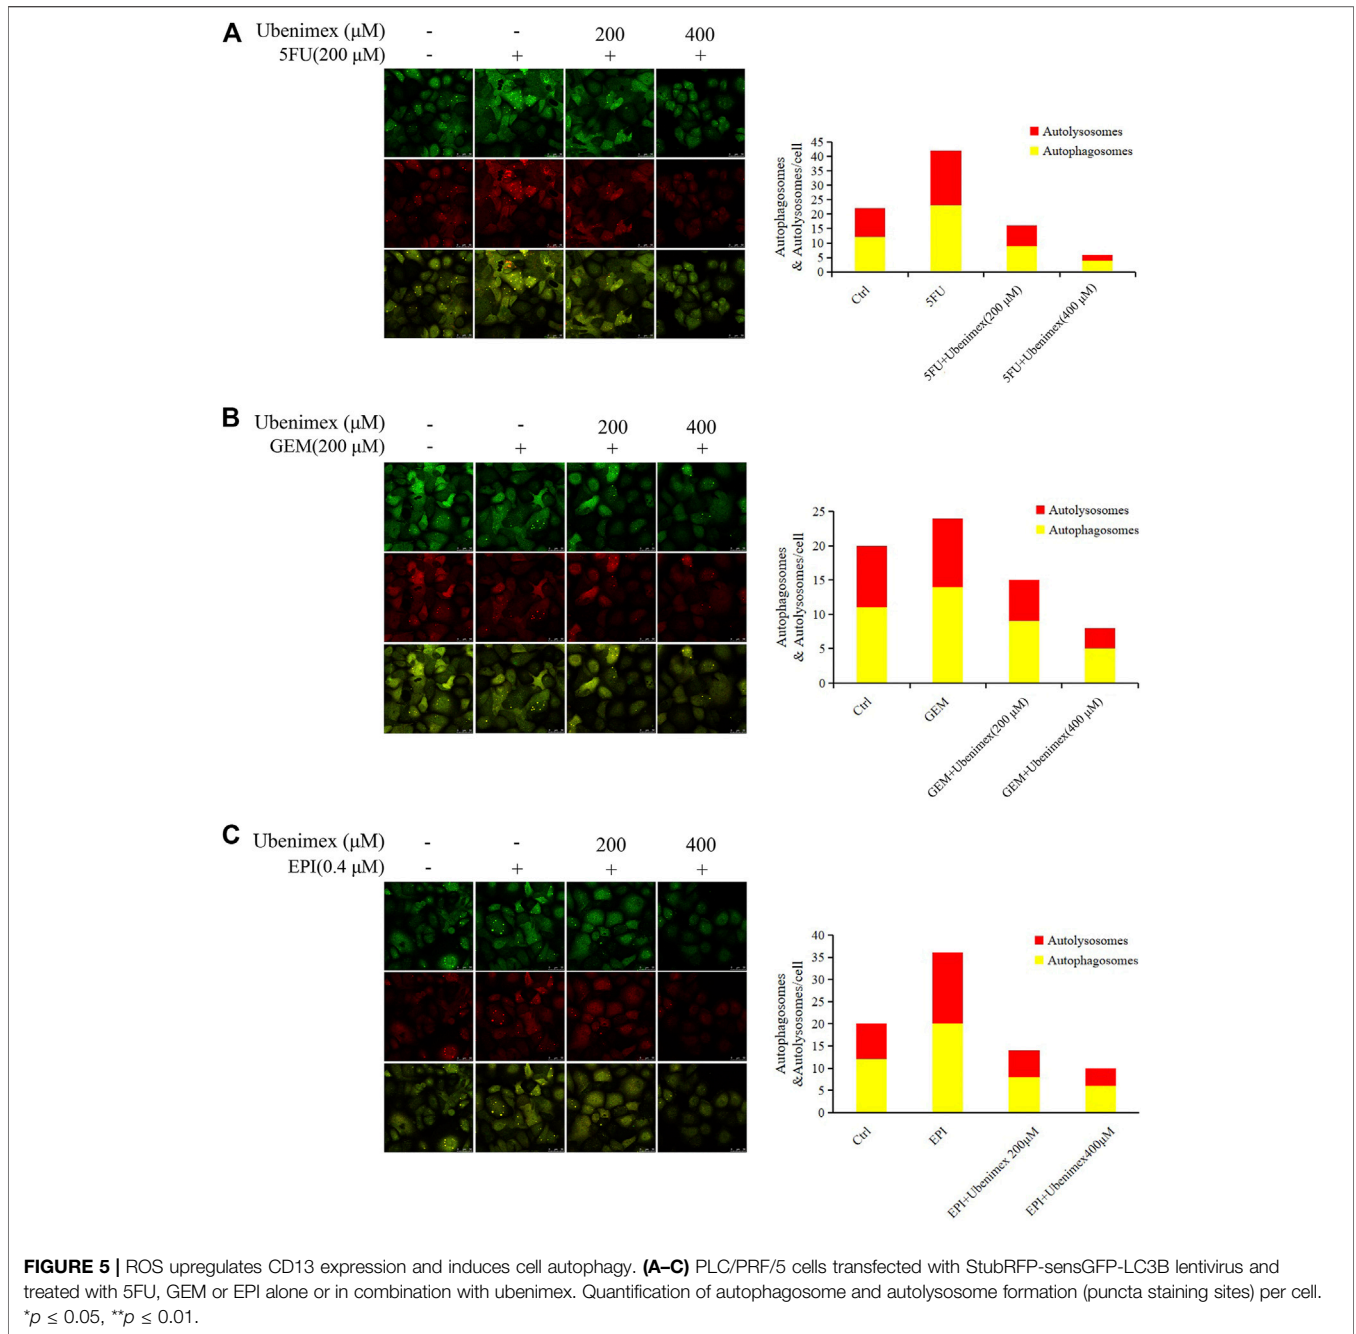 A
Ubenimex (μM) - - 200 400
5FU(200 μM) - + + +
Autophagosomes
& Autolysosomes/cell
45
40
35
30
25
20
15
10
5
0
Autolysosomes
Autophagosomes
Ctrl
5FU
5FU+Ubenimex(200 μM)
5FU+Ubenimex(400 μM)
B
Ubenimex (μM) - - 200 400
GEM(200 μM) - + + +
Autophagosomes
& Autolysosomes/cell
25
20
15
10
5
0
Autolysosomes
Autophagosomes
Ctrl
GEM
GEM+Ubenimex(200 μM)
GEM+Ubenimex(400 μM)
C
Ubenimex (μM) - - 200 400
EPI(0.4 μM) - + + +
Autophagosomes
&Autolysosomes/cell
40
35
30
25
20
15
10
5
0
Autolysosomes
Autophagosomes
Ctrl
EPI
EPI+Ubenimex 200μM
EPI+Ubenimex400μM
FIGURE 5 | ROS upregulates CD13 expression and induces cell autophagy. (A–C) PLC/PRF/5 cells transfected with StubRFP-sensGFP-LC3B lentivirus and
treated with 5FU, GEM or EPI alone or in combination with ubenimex. Quantification of autophagosome and autolysosome formation (puncta staining sites) per cell.
*p ≤ 0.05, **p ≤ 0.01.